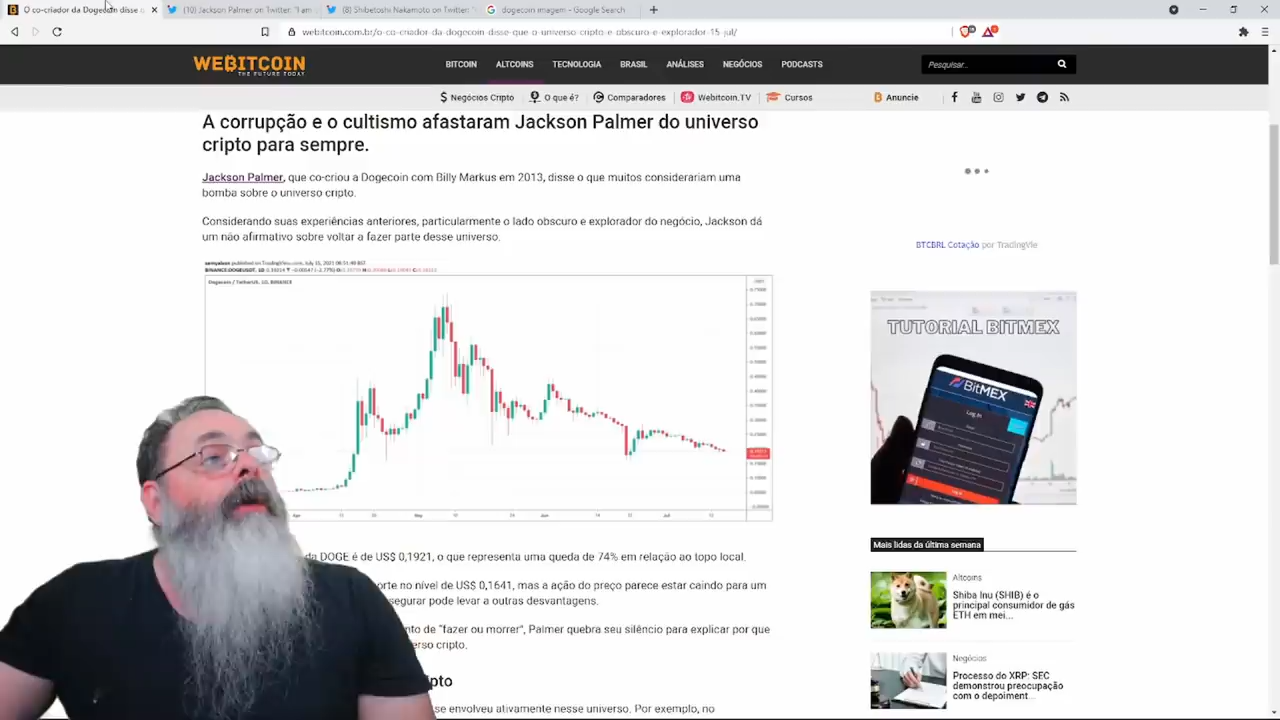 O co-criador da Dogecoin disse
(10) Jackson Palmer on Twitter: "I am
(8) Shibetoshi Nakamoto on Twitter:
dogecoin imagem - Google Search
webitcoin.com.br/o-co-criador-da-dogecoin-disse-que-o-universo-cripto-e-obscuro-e-explorador-15-jul/
WEBITCOIN
THE FUTURE TODAY.
BITCOIN
ALTCOINS
TECNOLOGIA
BRASIL
ANÁLISES
NEGÓCIOS
PODCASTS
Pesquisar...
Negócios Cripto
O que é?
Comparadores
Webitcoin.TV
Cursos
Anuncie
A corrupção e o cultismo afastaram Jackson Palmer do universo
cripto para sempre.
Jackson Palmer, que co-criou a Dogecoin com Billy Markus em 2013, disse o que muitos considerariam uma
bomba sobre o universo cripto.
Considerando suas experiências anteriores, particularmente o lado obscuro e explorador do negócio, Jackson dá
um não afirmativo sobre voltar a fazer parte desse universo.
Dogecoin / TetherUS, 1D, BINANCE
da DOGE é de US$ 0,1921, o que representa uma queda de 74% em relação ao topo local.
orte no nível de US$ 0,1641, mas a ação do preço parece estar caindo para um
segurar pode levar a outras desvantagens.
nto de "fazer ou morrer", Palmer quebra seu silêncio para explicar por que
erso cripto.
pto
se envolveu ativamente nesse universo. Por exemplo, no
BTCBRL Cotação por TradingVie
TUTORIAL BITMEX
BitMEX
Log In
Mais lidas da última semana
Altcoins
Shiba Inu (SHIB) é o
principal consumidor de gás
ETH em mei...
Negócios
Processo do XRP: SEC
demonstrou preocupação
com o depoiment...